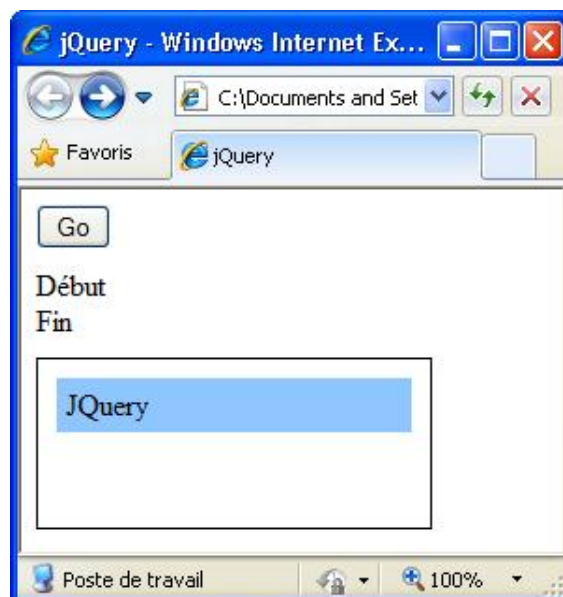 jQuery - Windows Internet Ex...
C:\Documents and Set
Favoris
jQuery
Go
Début
Fin
JQuery
Poste de travail
100%